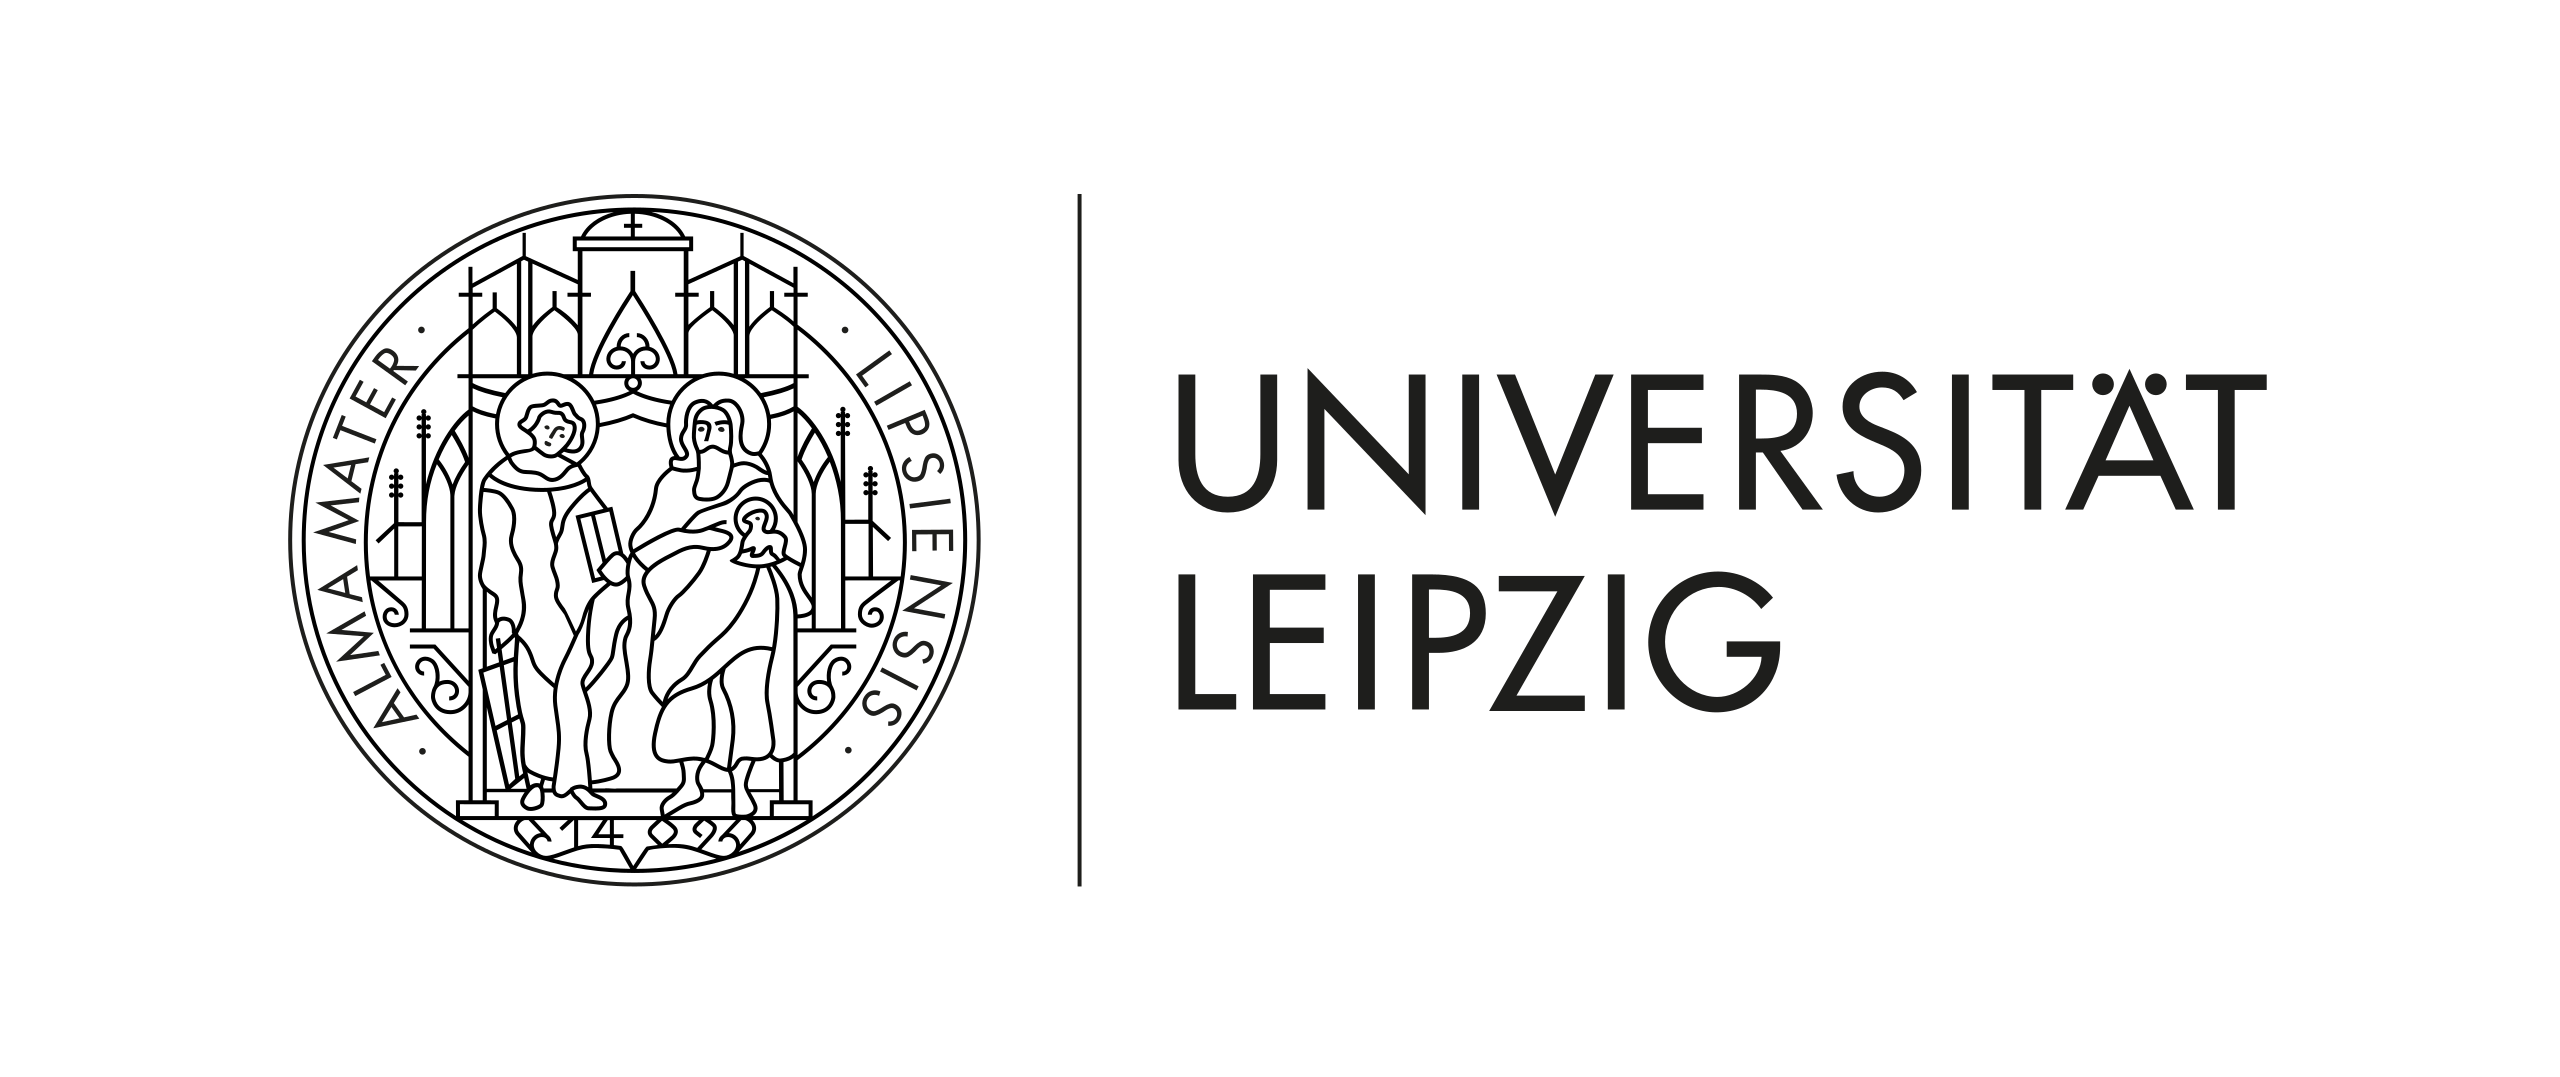 · ALMA MATER ·
· LIPSIENSIS ·
1409
UNIVERSITÄT
LEIPZIG